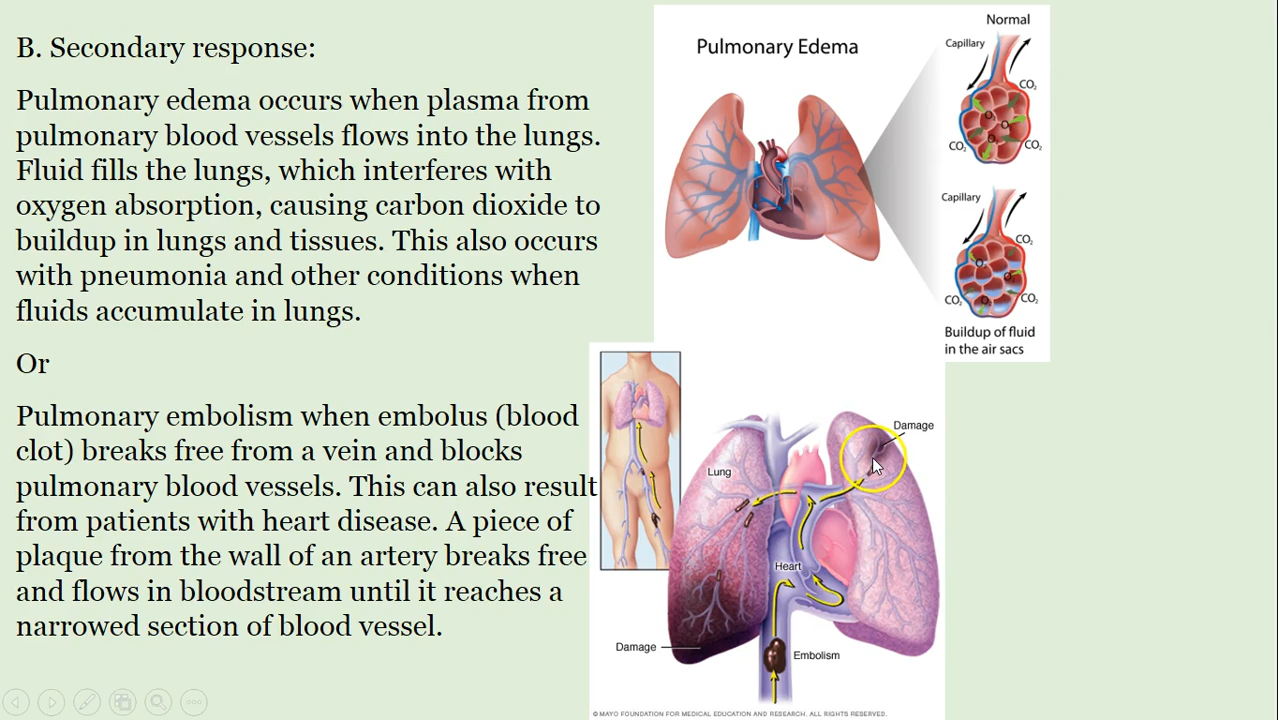 B. Secondary response:
Pulmonary edema occurs when plasma from
pulmonary blood vessels flows into the lungs.
Fluid fills the lungs, which interferes with
oxygen absorption, causing carbon dioxide to
buildup in lungs and tissues. This also occurs
with pneumonia and other conditions when
fluids accumulate in lungs.
Or
Pulmonary embolism when embolus (blood
clot) breaks free from a vein and blocks
pulmonary blood vessels. This can also result
from patients with heart disease. A piece of
plaque from the wall of an artery breaks free
and flows in bloodstream until it reaches a
narrowed section of blood vessel.
Pulmonary Edema
Normal
Capillary
CO₂
O
O
O
CO₂
CO₂
Capillary
CO₂
O
O
O
CO₂
CO₂
Buildup of fluid
in the air sacs
Damage
Lung
Heart
Damage
Embolism
© MAYO FOUNDATION FOR MEDICAL EDUCATION AND RESEARCH. ALL RIGHTS RESERVED.